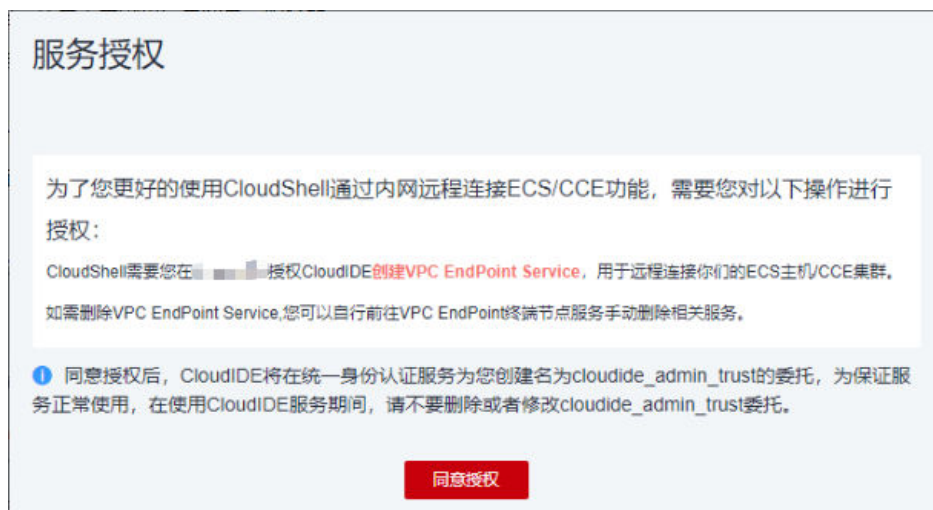 服务授权
为了您更好的使用CloudShell通过内网远程连接ECS/CCE功能，需要您对以下操作进行
授权：
CloudShell需要您在授权CloudIDE创建VPC EndPoint Service，用于远程连接你们的ECS主机/CCE集群。
如需删除VPC EndPoint Service,您可以自行前往VPC EndPoint终端节点服务手动删除相关服务。
同意授权后，CloudIDE将在统一身份认证服务为您创建名为cloudide_admin_trust的委托，为保证服
务正常使用，在使用CloudIDE服务期间，请不要删除或者修改cloudide_admin_trust委托。
同意授权